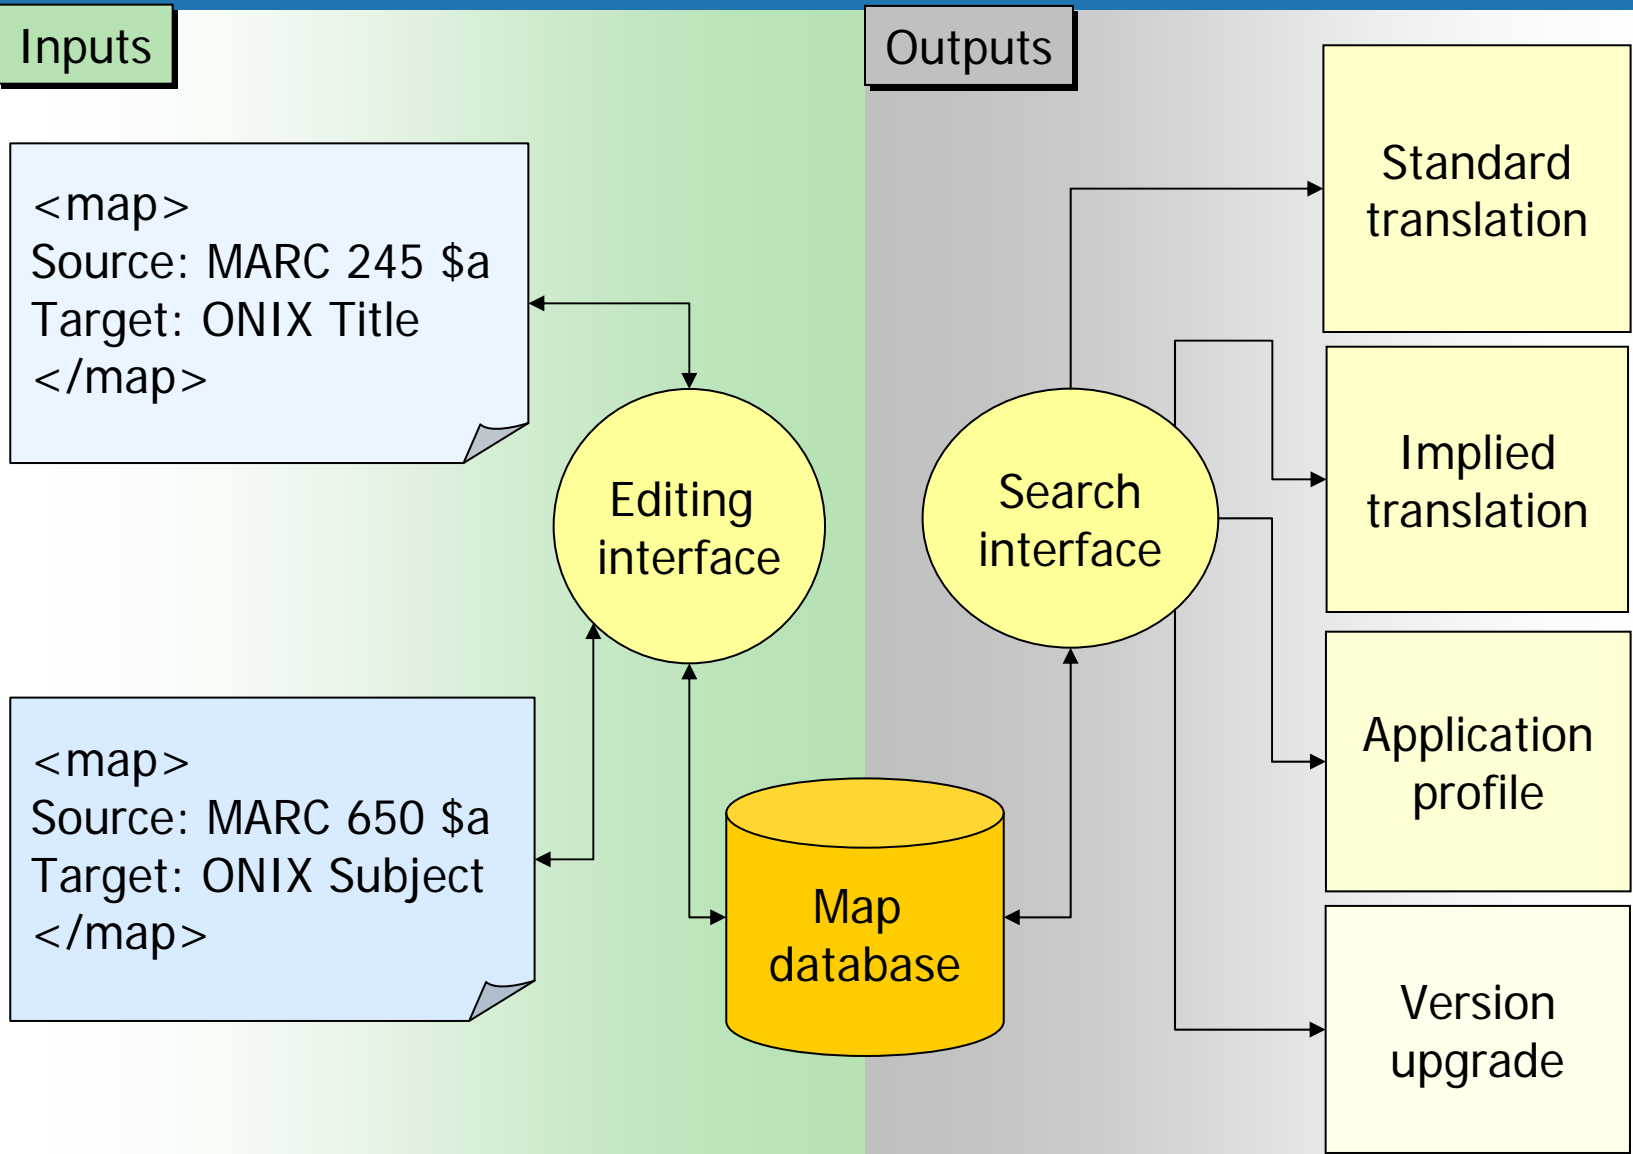 Inputs
<map>
Source: MARC 245 $a
Target: ONIX Title
</map>
<map>
Source: MARC 650 $a
Target: ONIX Subject
</map>
Editing
interface
Map
database
Outputs
Search
interface
Standard
translation
Implied
translation
Application
profile
Version
upgrade